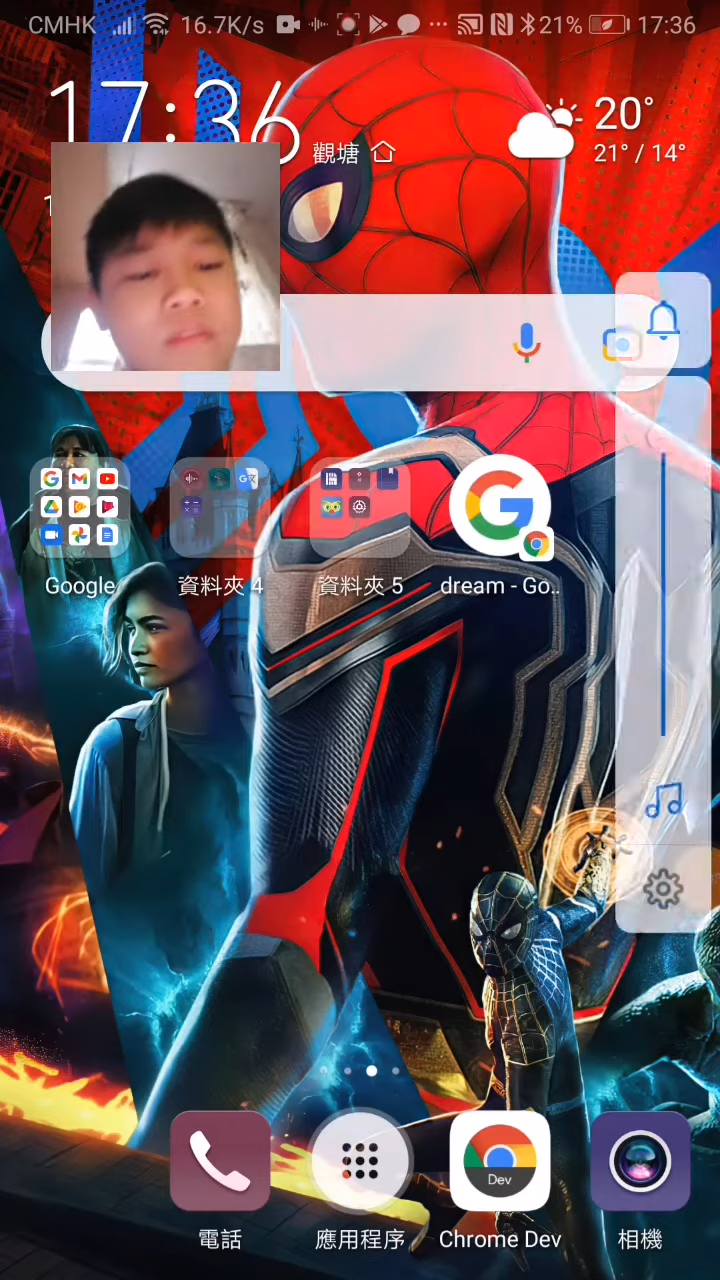 CMHK 16.7K/s 21% 17:36
17:36
觀塘
20°
21° / 14°
Google
資料夾 4
資料夾 5
dream - Go..
Dev
電話
應用程序
Chrome Dev
相機